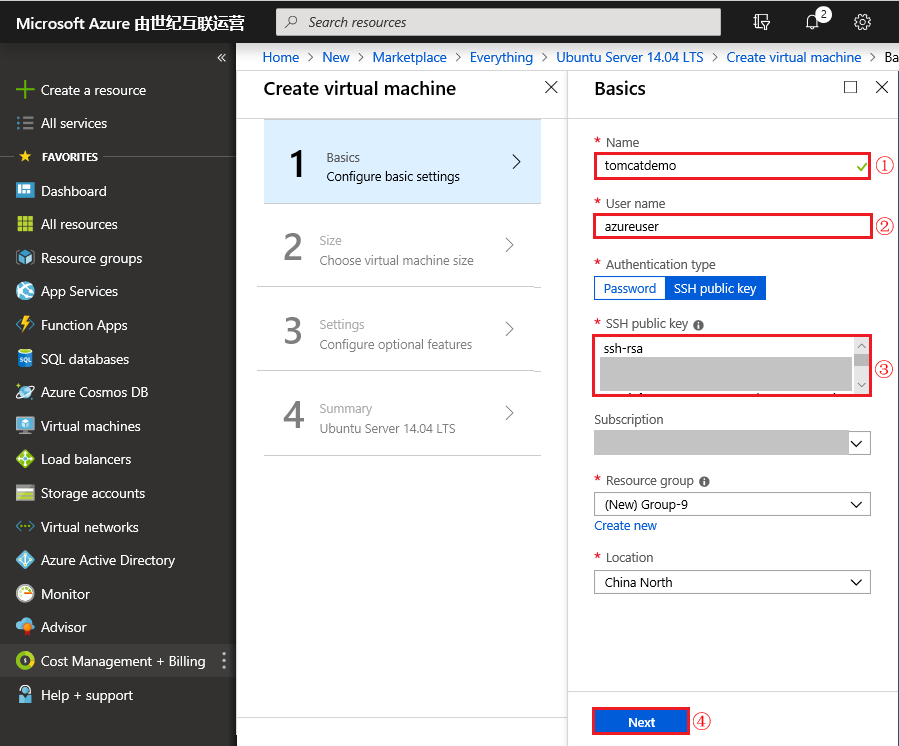 Microsoft Azure 由世纪互联运营
Search resources
2
Home > New > Marketplace > Everything > Ubuntu Server 14.04 LTS > Create virtual machine > Ba
«
Create a resource
All services
FAVORITES
Dashboard
All resources
Resource groups
App Services
Function Apps
SQL databases
Azure Cosmos DB
Virtual machines
Load balancers
Storage accounts
Virtual networks
Azure Active Directory
Monitor
Advisor
Cost Management + Billing
Help + support
Create virtual machine
1
Basics
Configure basic settings
2
Size
Choose virtual machine size
3
Settings
Configure optional features
4
Summary
Ubuntu Server 14.04 LTS
Basics
* Name
tomcatdemo ①
* User name
azureuser ②
* Authentication type
Password SSH public key
* SSH public key
ssh-rsa ③
Subscription
* Resource group
(New) Group-9
Create new
* Location
China North
Next ④